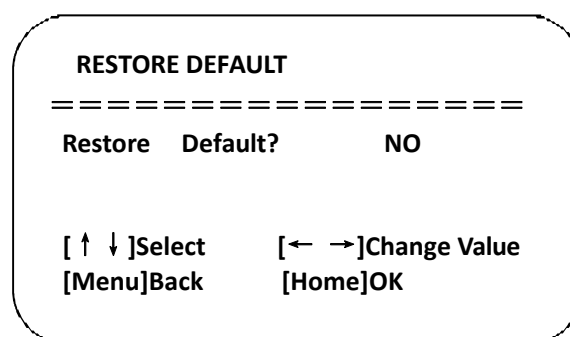 RESTORE DEFAULT
=================
Restore Default? NO
[↑ ↓]Select [← →]Change Value
[Menu]Back [Home]OK